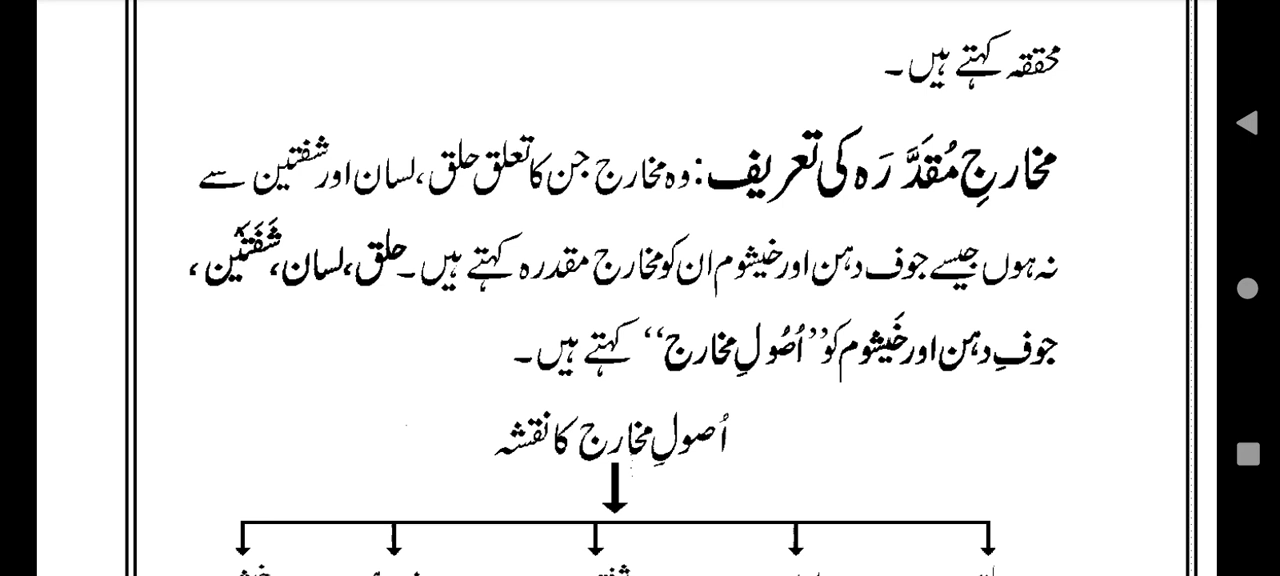 محققہ کہتے ہیں۔
مخارجِ مُقدَّرَہ کی تعریف: وہ مخارج جن کا تعلق حلق، لسان اور شفتین سے
نہ ہوں جیسے جوف دہن اور خیشوم ان کو مخارج مقدرہ کہتے ہیں۔ حلق، لسان، شَفَتَین،
جوفِ دہن اور خَیشوم کو ’’اُصُولِ مخارج‘‘ کہتے ہیں۔
اُصولِ مخارج کا نقشہ